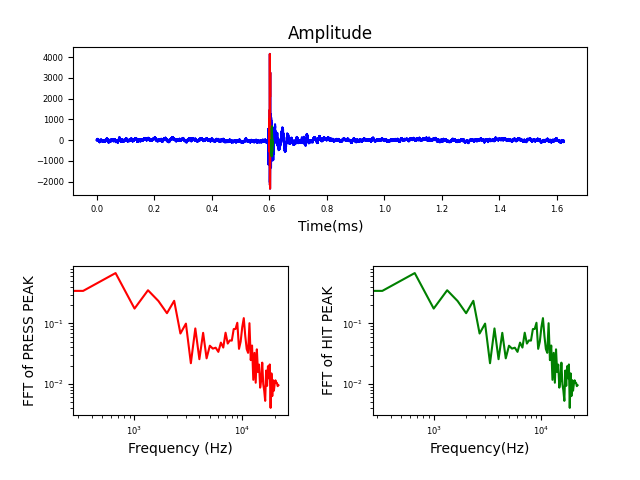 Amplitude
4000
3000
2000
1000
0
−1000
−2000
0.0 0.2 0.4 0.6 0.8 1.0 1.2 1.4 1.6
Time(ms)
FFT of PRESS PEAK
10⁻¹
10⁻²
10³ 10⁴
Frequency (Hz)
FFT of HIT PEAK
10⁻¹
10⁻²
10³ 10⁴
Frequency(Hz)